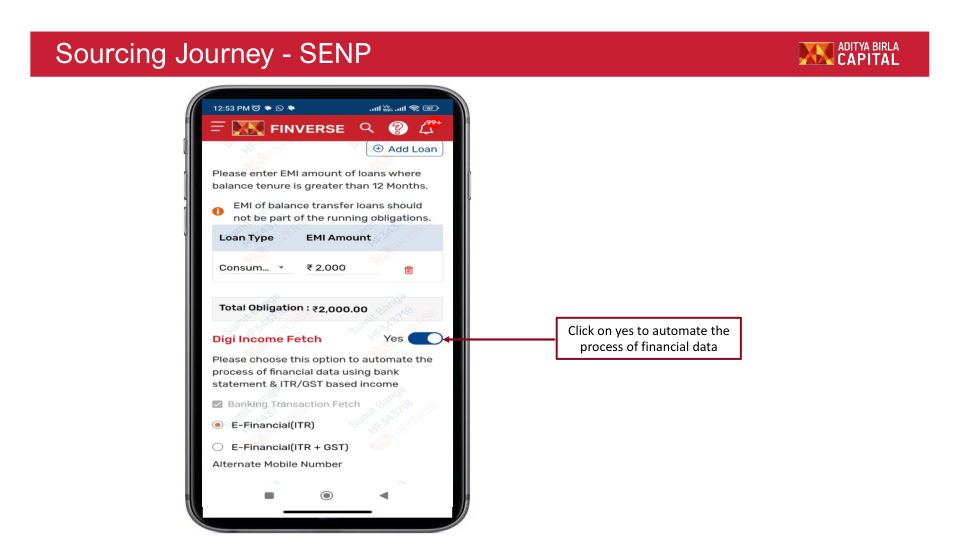 Sourcing Journey - SENP
ADITYA BIRLA
CAPITAL
12:53 PM
FINVERSE
99+
Add Loan
Please enter EMI amount of loans where
balance tenure is greater than 12 Months.
EMI of balance transfer loans should
not be part of the running obligations.
Loan Type EMI Amount
Consum... ₹ 2,000
Total Obligation : ₹2,000.00
Digi Income Fetch Yes
Please choose this option to automate the
process of financial data using bank
statement & ITR/GST based income
Banking Transaction Fetch
E-Financial(ITR)
E-Financial(ITR + GST)
Alternate Mobile Number
Click on yes to automate the
process of financial data